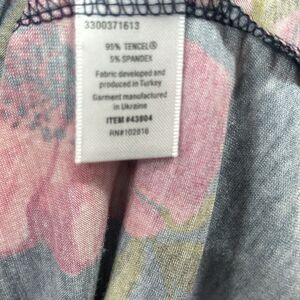 3300371613
95% TENCEL®
5% SPANDEX
Fabric developed and
produced in Turkey
Garment manufactured
in Ukraine
ITEM #43804
RN#102816